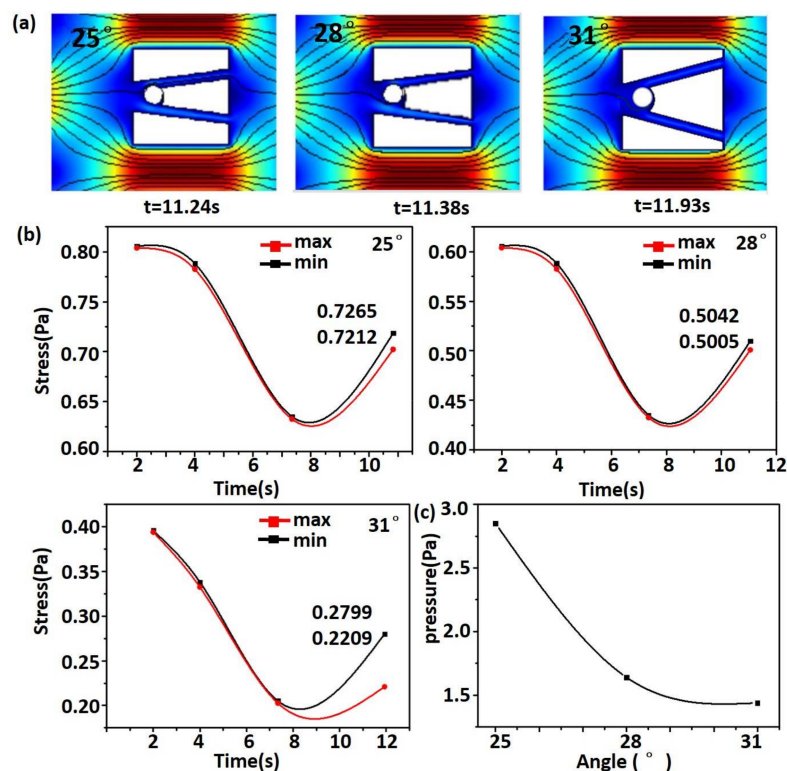 (a)
25°
28°
31°
t=11.24s
t=11.38s
t=11.93s
(b)
Stress(Pa)
0.80
0.75
0.70
0.65
0.60
max
min
25°
0.7265
0.7212
2 4 6 8 10
Time(s)
0.60
0.55
0.50
0.45
0.40
max
min
28°
0.5042
0.5005
2 4 6 8 10 12
Time(s)
Stress(Pa)
0.40
0.35
0.30
0.25
0.20
max
min
31°
0.2799
0.2209
2 4 6 8 10 12
Time(s)
(c)
pressure(Pa)
3.0
2.5
2.0
1.5
25 28 31
Angle(°)